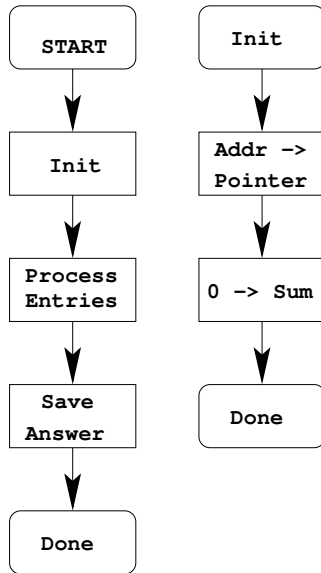 START
Init
Process
Entries
Save
Answer
Done
Init
Addr −>
Pointer
0 −> Sum
Done